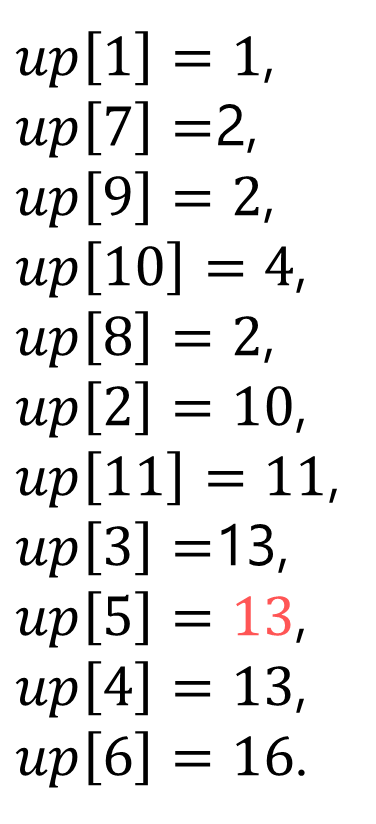 up[1] = 1,
up[7] =2,
up[9] = 2,
up[10] = 4,
up[8] = 2,
up[2] = 10,
up[11] = 11,
up[3] =13,
up[5] = 13,
up[4] = 13,
up[6] = 16.